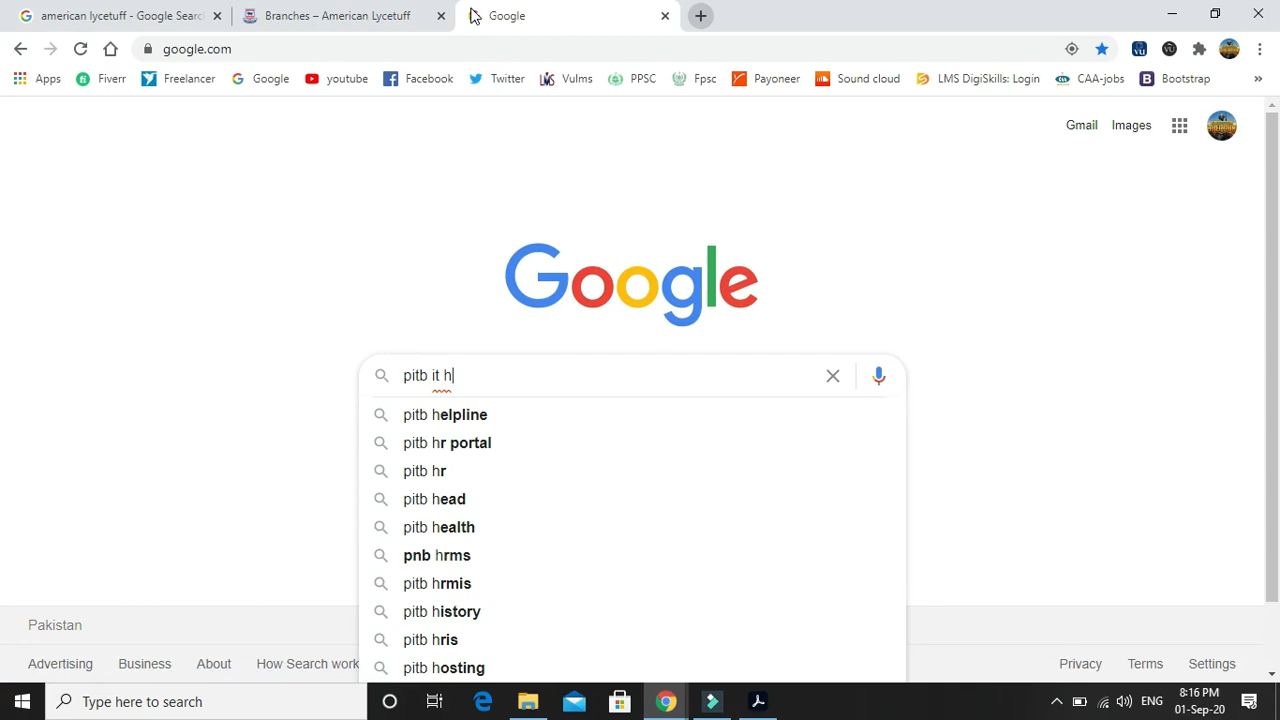 american lycetuff - Google Searc
Branches – American Lycetuff
Google
google.com
Apps
Fiverr
Freelancer
Google
youtube
Facebook
Twitter
Vulms
PPSC
Fpsc
Payoneer
Sound cloud
LMS DigiSkills: Login
CAA-jobs
Bootstrap
Gmail
Images
Google
pitb it h
pitb helpline
pitb hr portal
pitb hr
pitb head
pitb health
pnb hrms
pitb hrmis
pitb history
pitb hris
pitb hosting
Pakistan
Advertising
Business
About
How Search work
Privacy
Terms
Settings
Type here to search
ENG
8:16 PM
01-Sep-20